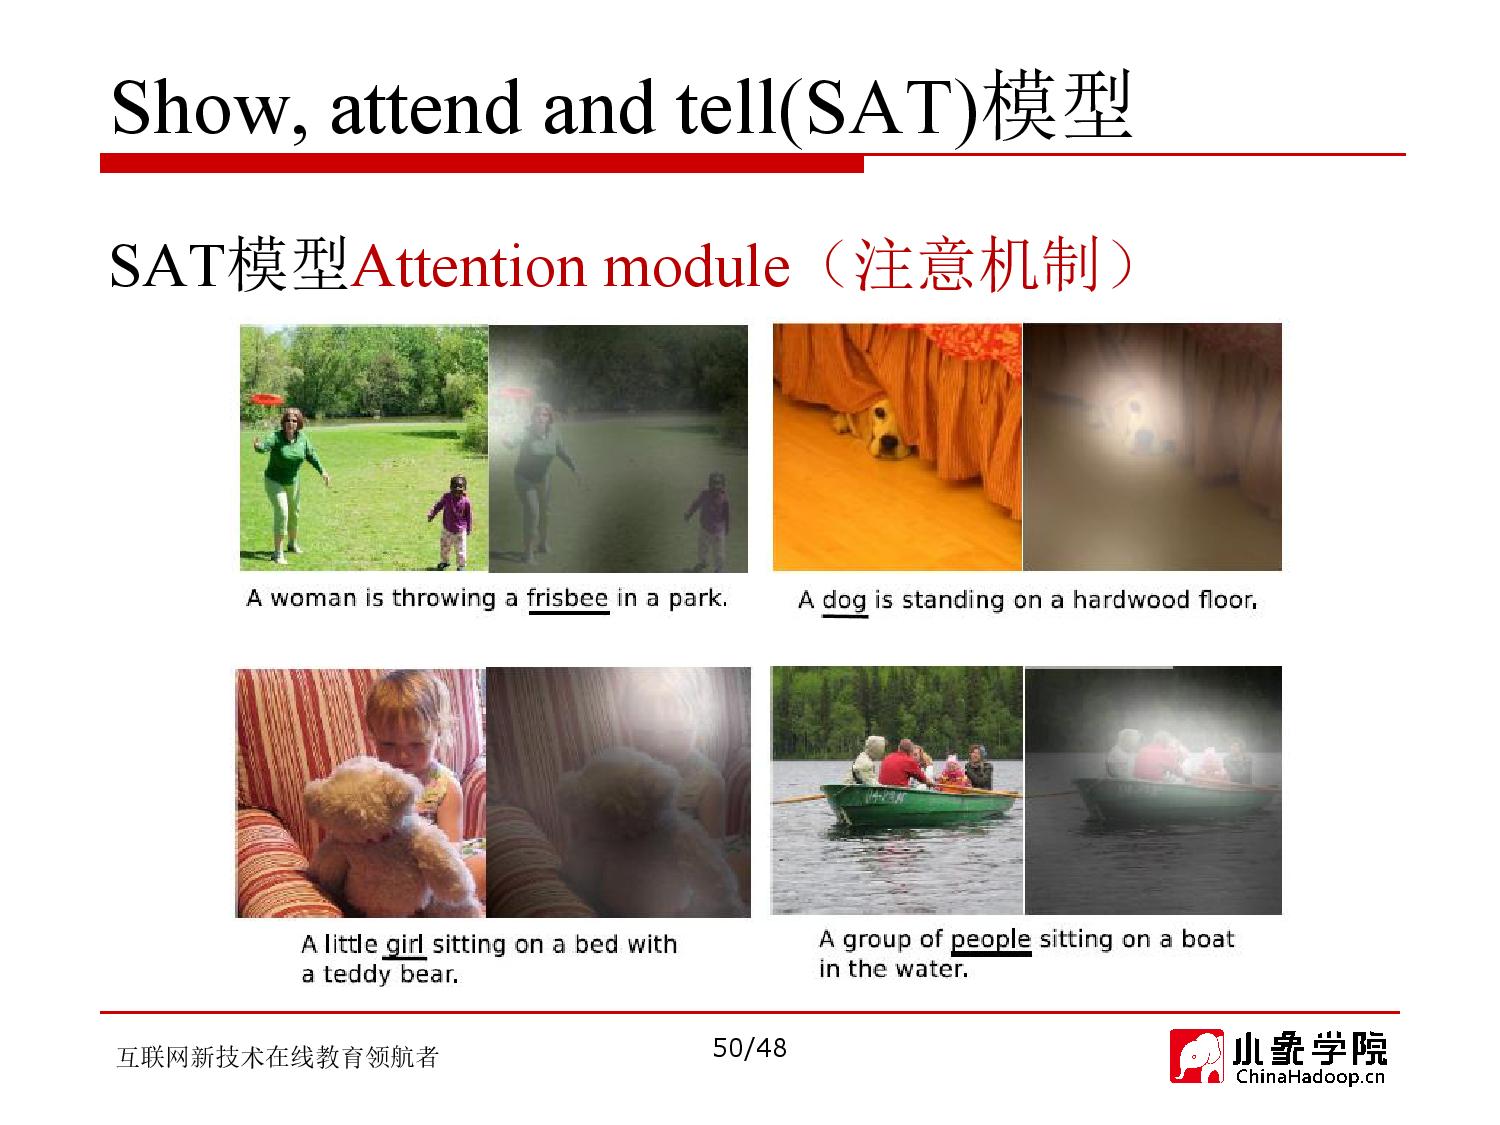 Show, attend and tell(SAT)模型
SAT模型Attention module（注意机制）
A woman is throwing a frisbee in a park.
A dog is standing on a hardwood floor.
A little girl sitting on a bed with
a teddy bear.
A group of people sitting on a boat
in the water.
互联网新技术在线教育领航者
50/48
小象学院
ChinaHadoop.cn